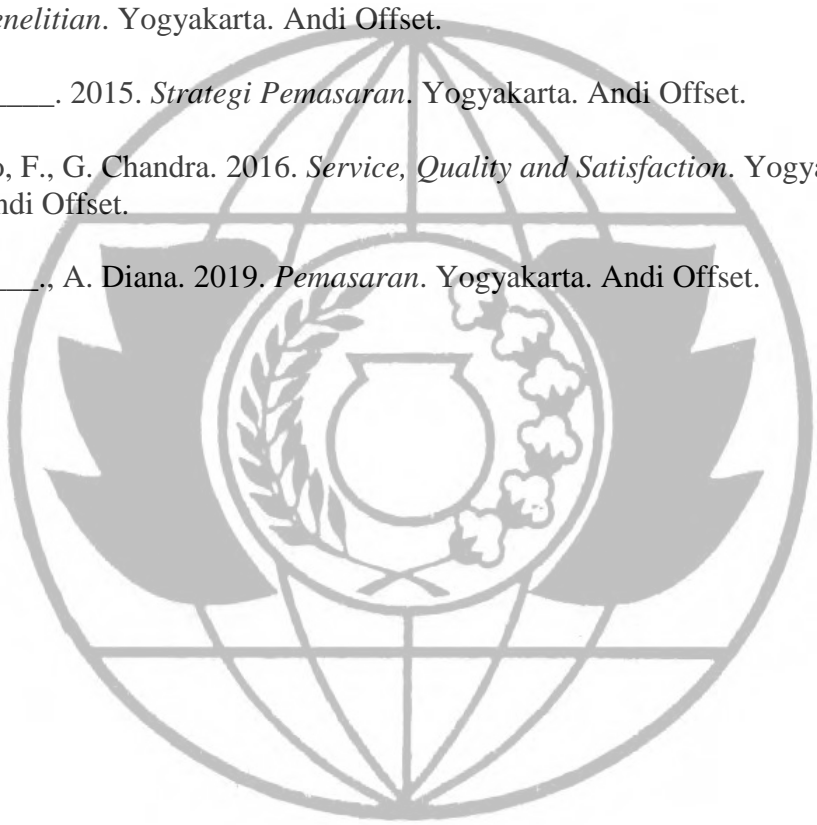 enelitian. Yogyakarta. Andi Offset.
____. 2015. Strategi Pemasaran. Yogyakarta. Andi Offset.
o, F., G. Chandra. 2016. Service, Quality and Satisfaction. Yogya
ndi Offset.
___., A. Diana. 2019. Pemasaran. Yogyakarta. Andi Offset.